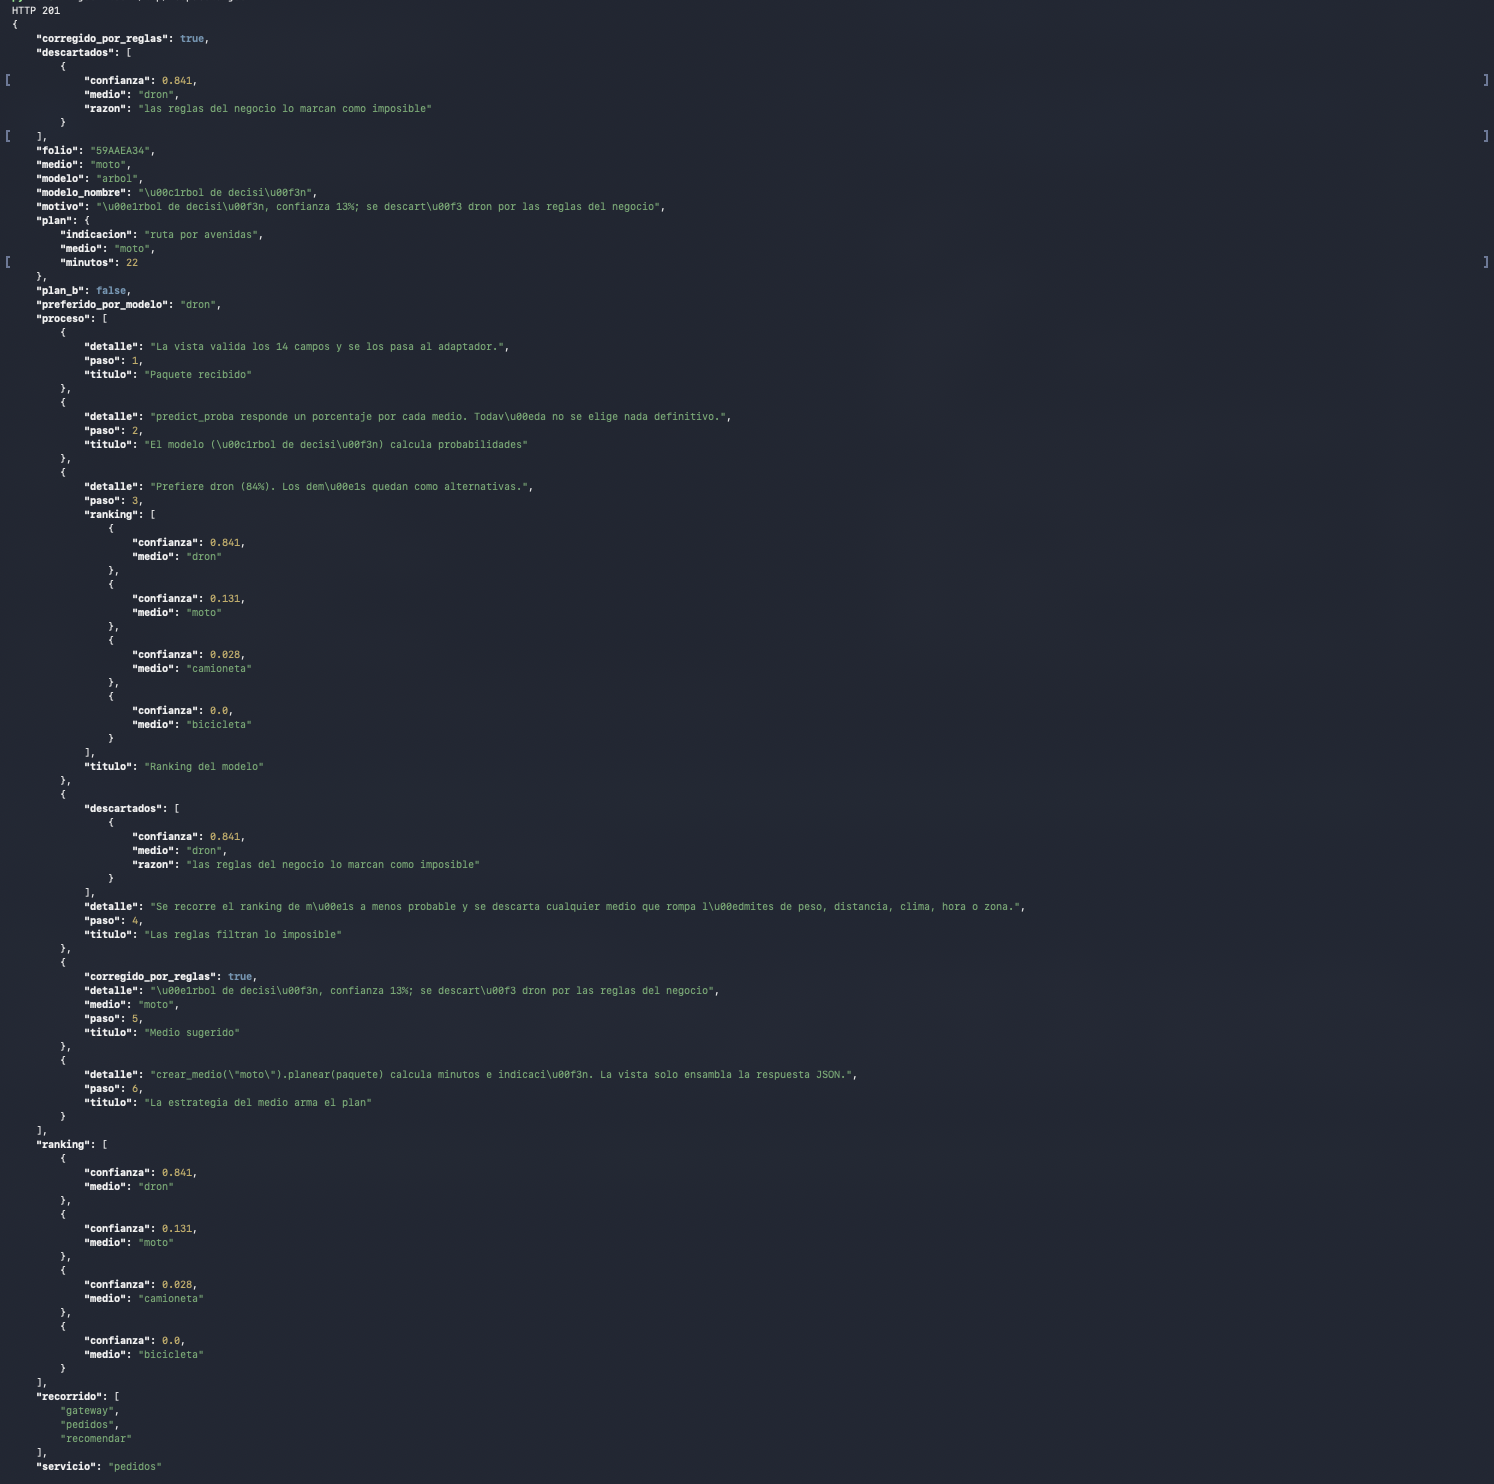 HTTP 201
{
    "corregido_por_reglas": true,
    "descartados": [
        {
[           "confianza": 0.841, ]
            "medio": "dron",
            "razon": "las reglas del negocio lo marcan como imposible"
        }
[   ], ]
    "folio": "59AAEA34",
    "medio": "moto",
    "modelo": "arbol",
    "modelo_nombre": "\u00c1rbol de decisi\u00f3n",
    "motivo": "\u00e1rbol de decisi\u00f3n, confianza 13%; se descart\u00f3 dron por las reglas del negocio",
    "plan": {
        "indicacion": "ruta por avenidas",
        "medio": "moto",
[       "minutos": 22 ]
    },
    "plan_b": false,
    "preferido_por_modelo": "dron",
    "proceso": [
        {
            "detalle": "La vista valida los 14 campos y se los pasa al adaptador.",
            "paso": 1,
            "titulo": "Paquete recibido"
        },
        {
            "detalle": "predict_proba responde un porcentaje por cada medio. Todav\u00eda no se elige nada definitivo.",
            "paso": 2,
            "titulo": "El modelo (\u00c1rbol de decisi\u00f3n) calcula probabilidades"
        },
        {
            "detalle": "Prefiere dron (84%). Los dem\u00e1s quedan como alternativas.",
            "paso": 3,
            "ranking": [
                {
                    "confianza": 0.841,
                    "medio": "dron"
                },
                {
                    "confianza": 0.131,
                    "medio": "moto"
                },
                {
                    "confianza": 0.028,
                    "medio": "camioneta"
                },
                {
                    "confianza": 0.0,
                    "medio": "bicicleta"
                }
            ],
            "titulo": "Ranking del modelo"
        },
        {
            "descartados": [
                {
                    "confianza": 0.841,
                    "medio": "dron",
                    "razon": "las reglas del negocio lo marcan como imposible"
                }
            ],
            "detalle": "Se recorre el ranking de m\u00e1s a menos probable y se descarta cualquier medio que rompa l\u00edmites de peso, distancia, clima, hora o zona.",
            "paso": 4,
            "titulo": "Las reglas filtran lo imposible"
        },
        {
            "corregido_por_reglas": true,
            "detalle": "\u00e1rbol de decisi\u00f3n, confianza 13%; se descart\u00f3 dron por las reglas del negocio",
            "medio": "moto",
            "paso": 5,
            "titulo": "Medio sugerido"
        },
        {
            "detalle": "crear_medio(\"moto\").planear(paquete) calcula minutos e indicaci\u00f3n. La vista solo ensambla la respuesta JSON.",
            "paso": 6,
            "titulo": "La estrategia del medio arma el plan"
        }
    ],
    "ranking": [
        {
            "confianza": 0.841,
            "medio": "dron"
        },
        {
            "confianza": 0.131,
            "medio": "moto"
        },
        {
            "confianza": 0.028,
            "medio": "camioneta"
        },
        {
            "confianza": 0.0,
            "medio": "bicicleta"
        }
    ],
    "recorrido": [
        "gateway",
        "pedidos",
        "recomendar"
    ],
    "servicio": "pedidos"